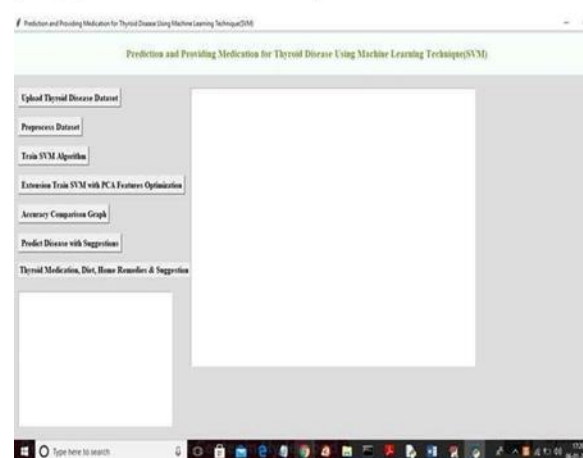 Prediction and Providing Medication for Thyroid Disease Using Machine Learning Technique(SVM)
Prediction and Providing Medication for Thyroid Disease Using Machine Learning Technique(SVM)
Upload Thyroid Disease Dataset
Preprocess Dataset
Train SVM Algorithm
Extension Train SVM with PCA Features Optimization
Accuracy Comparison Graph
Predict Disease with Suggestions
Thyroid Medication, Diet, Home Remedies & Suggestion
Type here to search